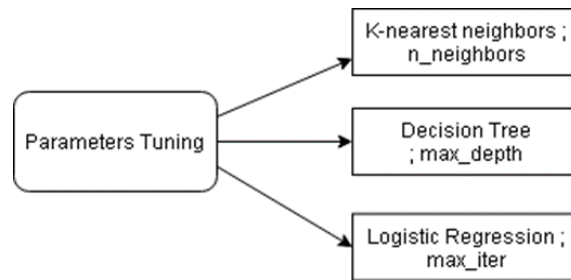 K-nearest neighbors ;
n_neighbors
Parameters Tuning
Decision Tree
; max_depth
Logistic Regression ;
max_iter